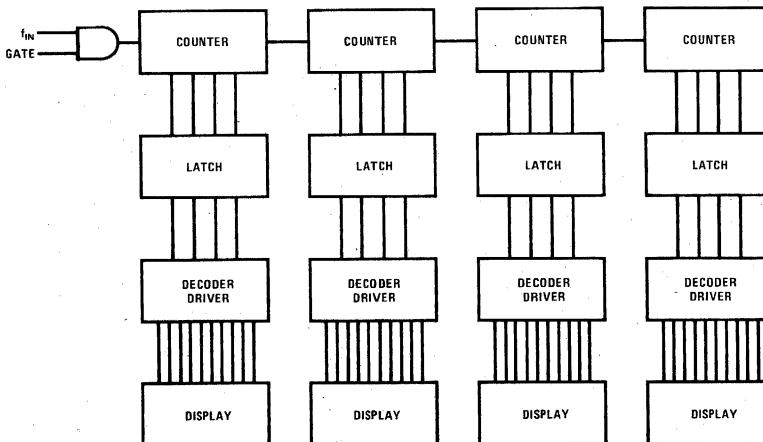 fIN
GATE
COUNTER COUNTER COUNTER COUNTER
LATCH LATCH LATCH LATCH
DECODER DRIVER DECODER DRIVER DECODER DRIVER DECODER DRIVER
DISPLAY DISPLAY DISPLAY DISPLAY